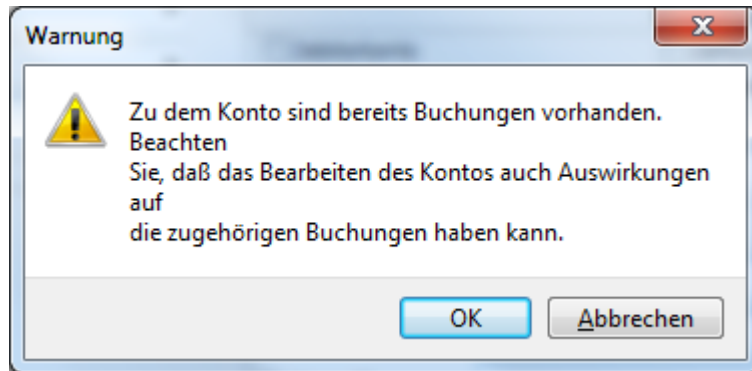 Warnung
Zu dem Konto sind bereits Buchungen vorhanden.
Beachten
Sie, daß das Bearbeiten des Kontos auch Auswirkungen
auf
die zugehörigen Buchungen haben kann.
OK
Abbrechen